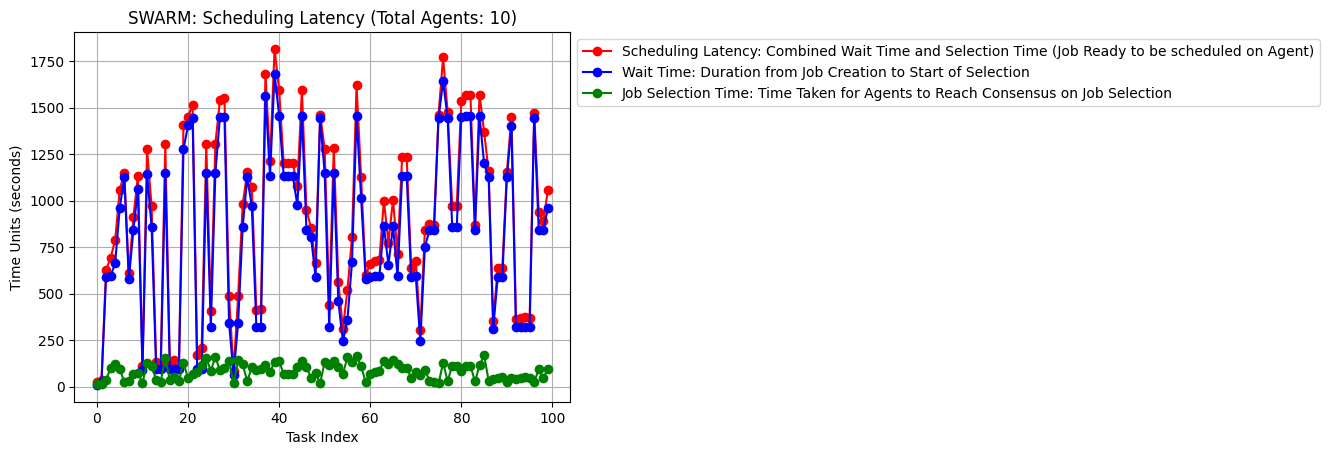 SWARM: Scheduling Latency (Total Agents: 10)
Scheduling Latency: Combined Wait Time and Selection Time (Job Ready to be scheduled on Agent)
Wait Time: Duration from Job Creation to Start of Selection
Job Selection Time: Time Taken for Agents to Reach Consensus on Job Selection
Time Units (seconds)
1750
1500
1250
1000
750
500
250
0
0 20 40 60 80 100
Task Index